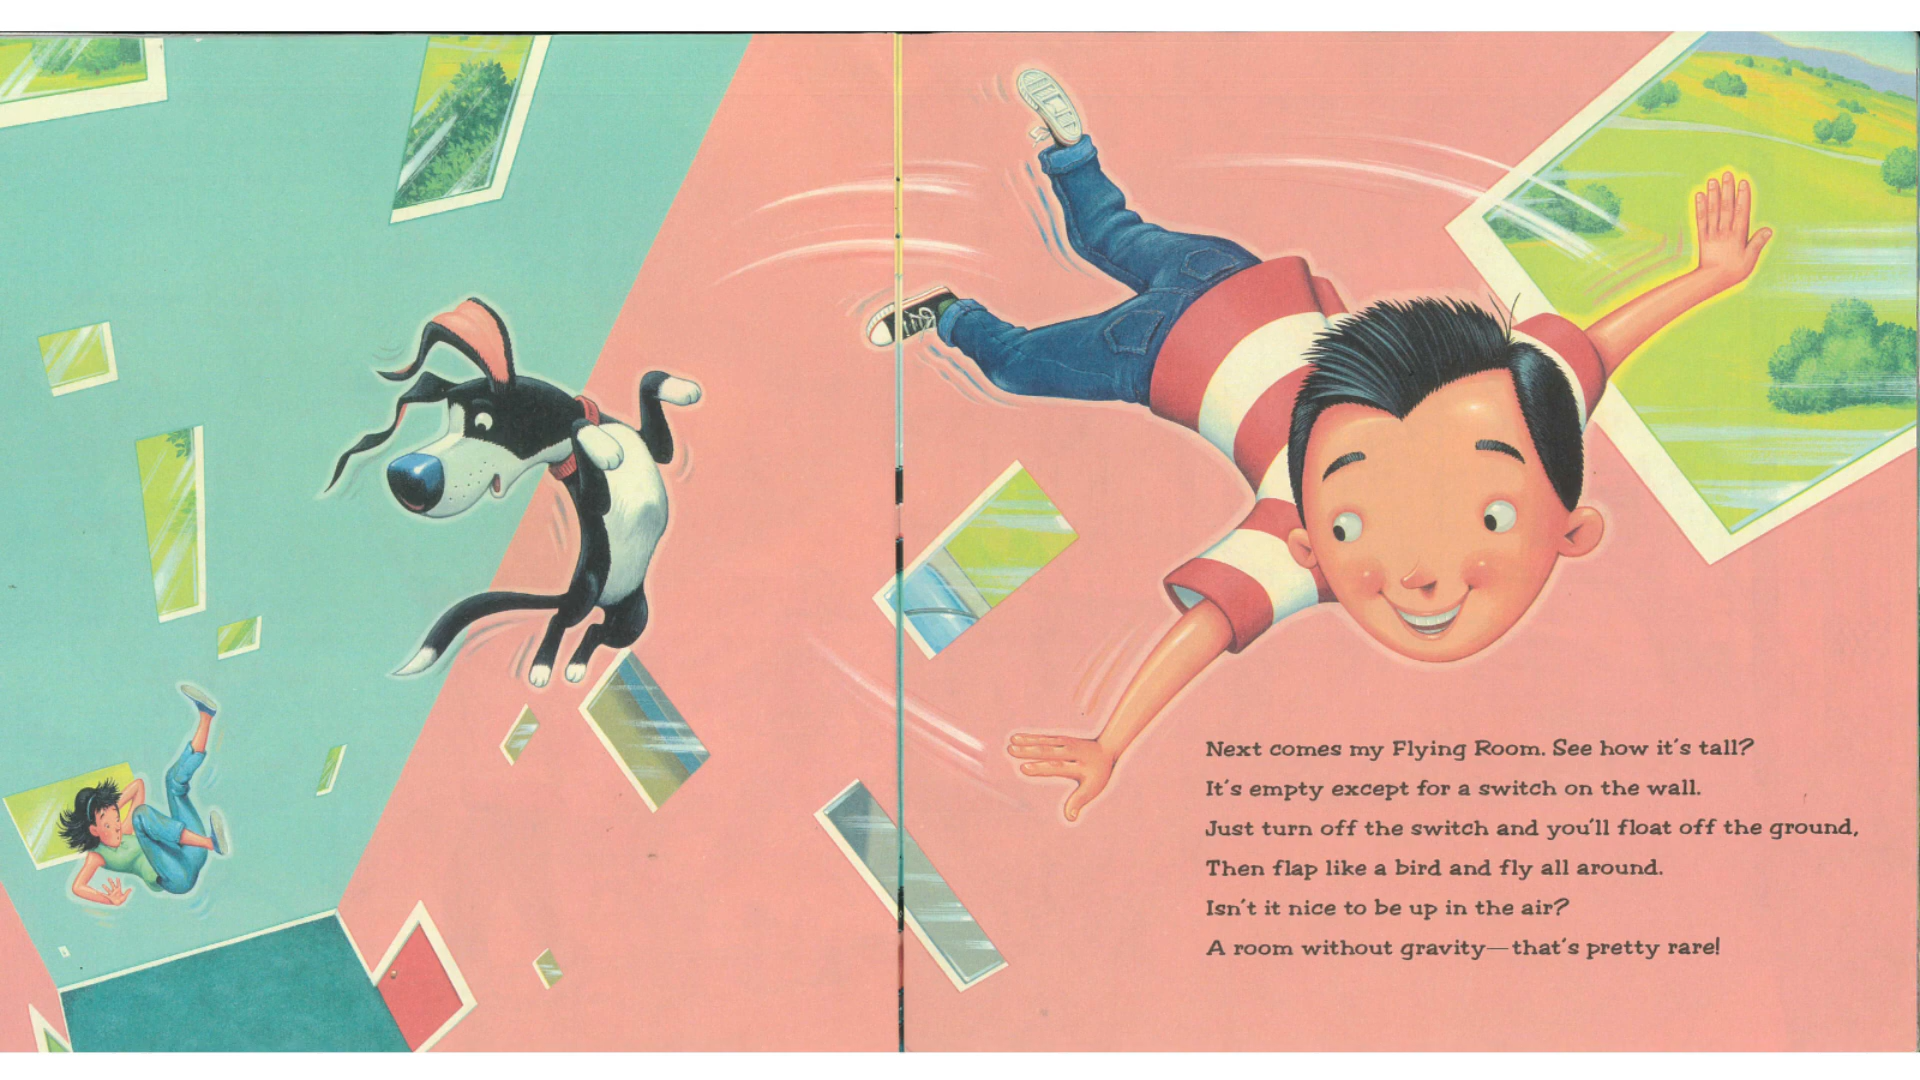 Next comes my Flying Room. See how it's tall?
It's empty except for a switch on the wall.
Just turn off the switch and you'll float off the ground,
Then flap like a bird and fly all around.
Isn't it nice to be up in the air?
A room without gravity—that's pretty rare!